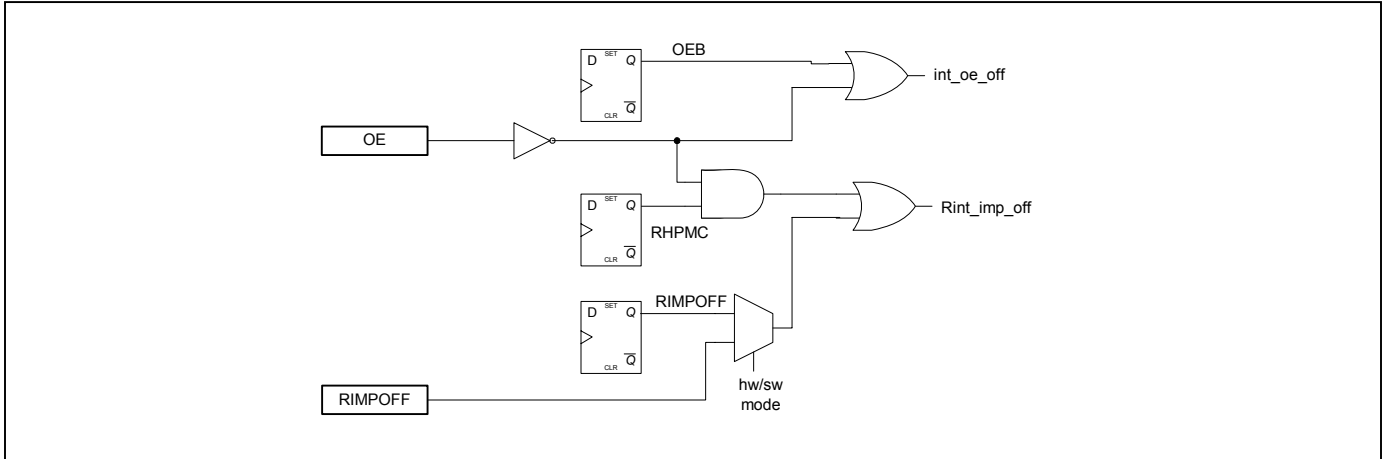 OEB
D SET Q
Q
CLR
int_oe_off
OE
D SET Q
RHPMC
Q
CLR
Rint_imp_off
RIMPOFF
D SET Q
Q
CLR
hw/sw
mode
RIMPOFF